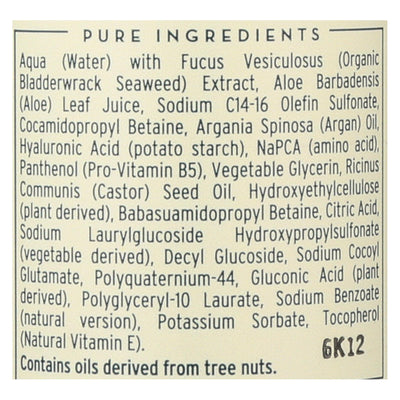 PURE INGREDIENTS
Aqua (Water) with Fucus Vesiculosus (Organic
Bladderwrack Seaweed) Extract, Aloe Barbadensis
(Aloe) Leaf Juice, Sodium C14-16 Olefin Sulfonate,
Cocamidopropyl Betaine, Argania Spinosa (Argan) Oil,
Hyaluronic Acid (potato starch), NaPCA (amino acid),
Panthenol (Pro-Vitamin B5), Vegetable Glycerin, Ricinus
Communis (Castor) Seed Oil, Hydroxyethylcellulose
(plant derived), Babasuamidopropyl Betaine, Citric Acid,
Sodium Laurylglucoside Hydroxypropylsulfonate
(vegetable derived), Decyl Glucoside, Sodium Cocoyl
Glutamate, Polyquaternium-44, Gluconic Acid (plant
derived), Polyglyceryl-10 Laurate, Sodium Benzoate
(natural version), Potassium Sorbate, Tocopherol
(Natural Vitamin E).
6K12
Contains oils derived from tree nuts.